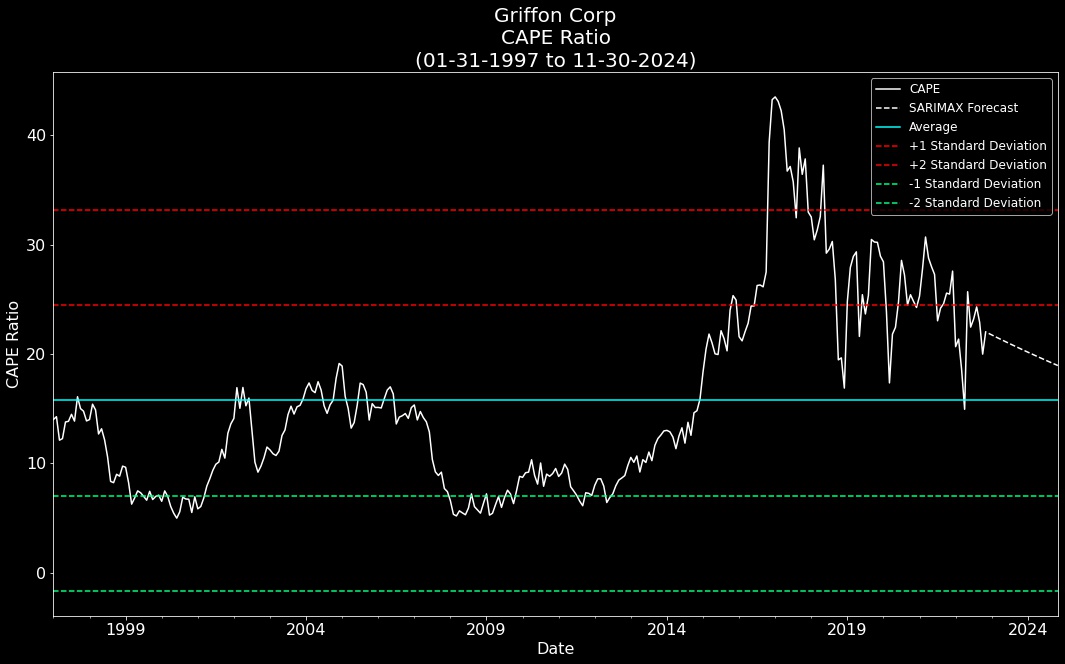 Griffon Corp
CAPE Ratio
(01-31-1997 to 11-30-2024)
CAPE
SARIMAX Forecast
Average
+1 Standard Deviation
+2 Standard Deviation
-1 Standard Deviation
-2 Standard Deviation
CAPE Ratio
40
30
20
10
0
1999
2004
2009
2014
2019
2024
Date